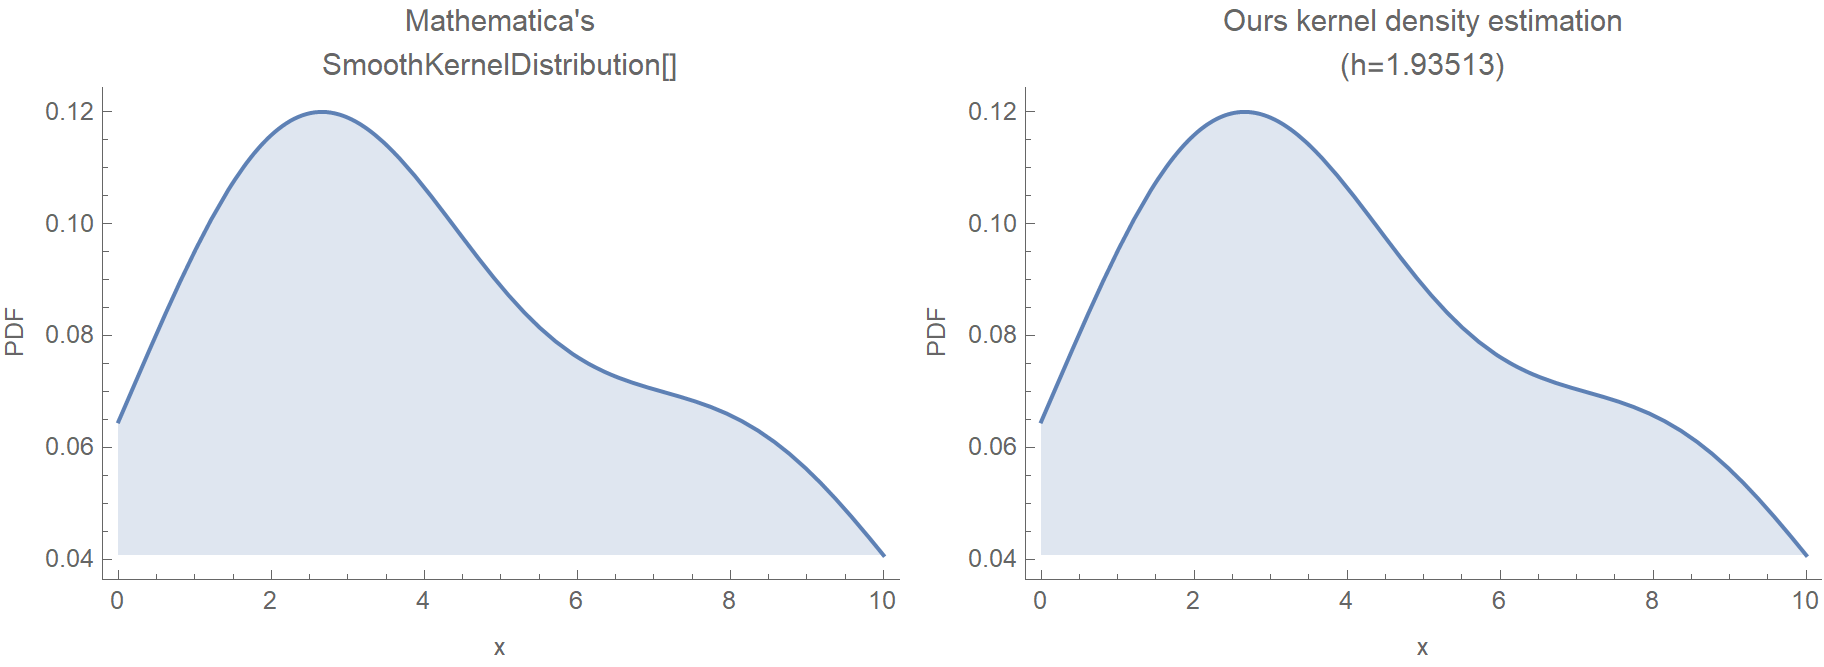 Mathematica's
SmoothKernelDistribution[]
0.12
0.10
0.08
0.06
0.04
PDF
0 2 4 6 8 10
x
Ours kernel density estimation
(h=1.93513)
0.12
0.10
0.08
0.06
0.04
PDF
0 2 4 6 8 10
x